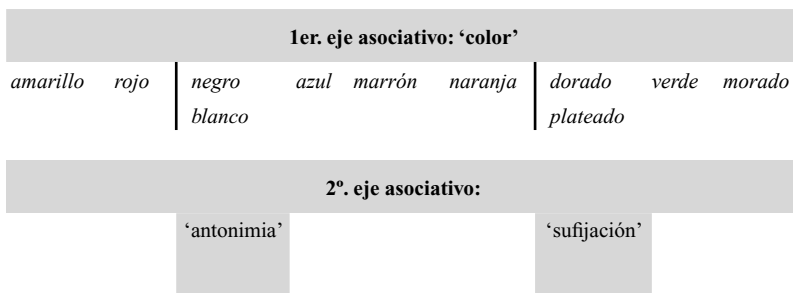 1er. eje asociativo: ‘color’
amarillo rojo negro azul marrón naranja dorado verde morado
blanco plateado
2º. eje asociativo:
‘antonimia’ ‘sufijación’